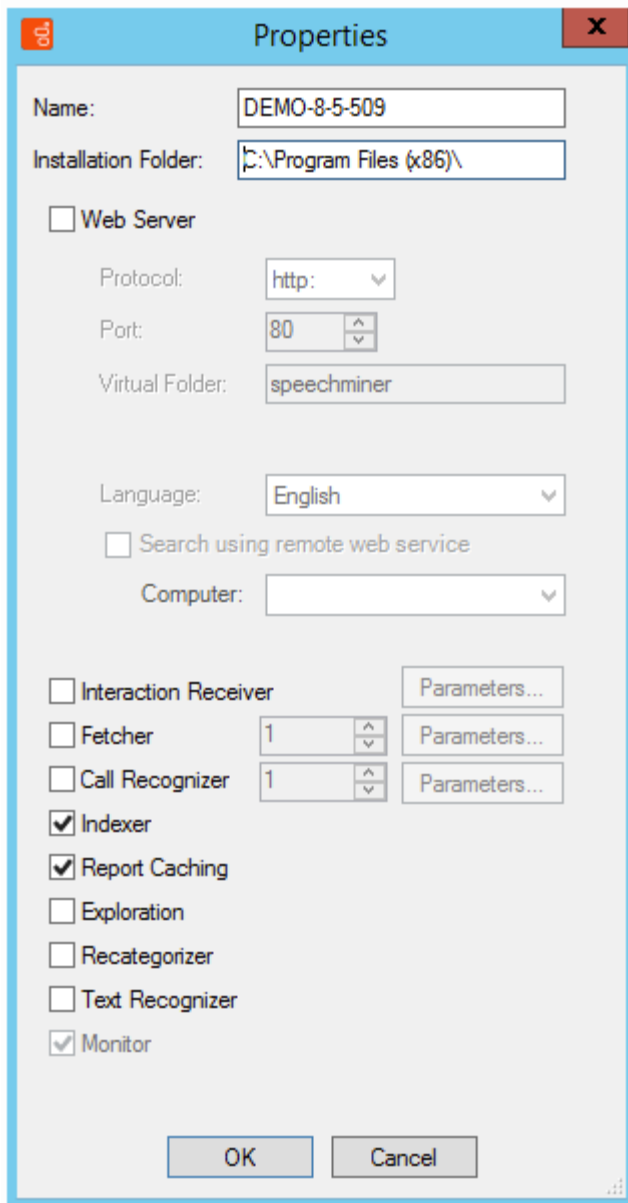 Properties
Name: DEMO-8-5-509
Installation Folder: C:\Program Files (x86)\
Web Server
Protocol: http:
Port: 80
Virtual Folder: speechminer
Language: English
Search using remote web service
Computer:
Interaction Receiver Parameters...
Fetcher 1 Parameters...
Call Recognizer 1 Parameters...
Indexer
Report Caching
Exploration
Recategorizer
Text Recognizer
Monitor
OK Cancel